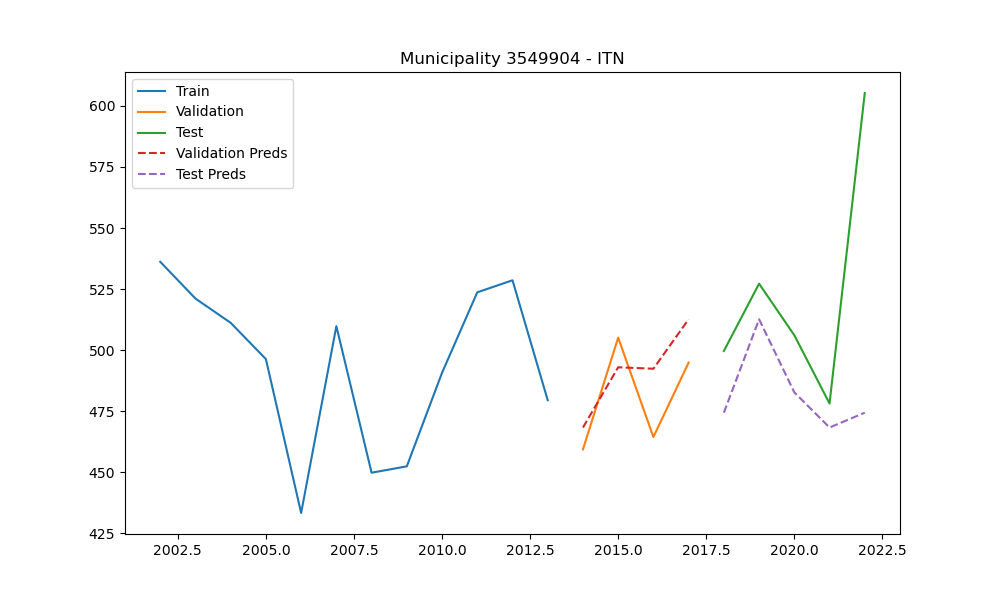 Municipality 3549904 - ITN
Train
Validation
Test
Validation Preds
Test Preds
600
575
550
525
500
475
450
425
2002.5 2005.0 2007.5 2010.0 2012.5 2015.0 2017.5 2020.0 2022.5